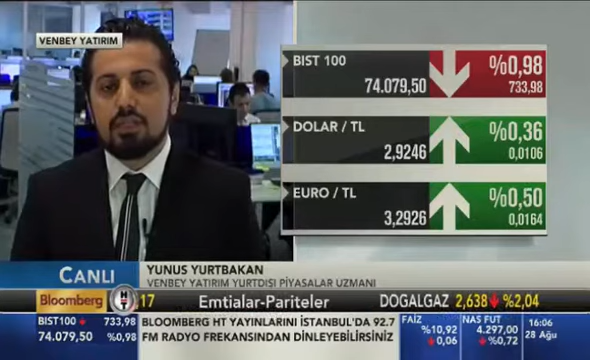 VENBEY YATIRIM
BIST 100
74.079,50
%0,98
733,98
DOLAR / TL
2,9246
%0,36
0,0106
EURO / TL
3,2926
%0,50
0,0164
CANLI
YUNUS YURTBAKAN
VENBEY YATIRIM YURTDIŞI PİYASALAR UZMANI
Bloomberg HT 17 Emtialar-Pariteler DOĞALGAZ 2,638 %2,04
BIST100 733,98
74.079,50 %0,98
BLOOMBERG HT YAYINLARINI İSTANBUL'DA 92.7
FM RADYO FREKANSINDAN DİNLEYEBİLİRSİNİZ
FAİZ
%10,92
0,06
NAS FUT
4.297,00
%0,72
16:06
28 Ağu